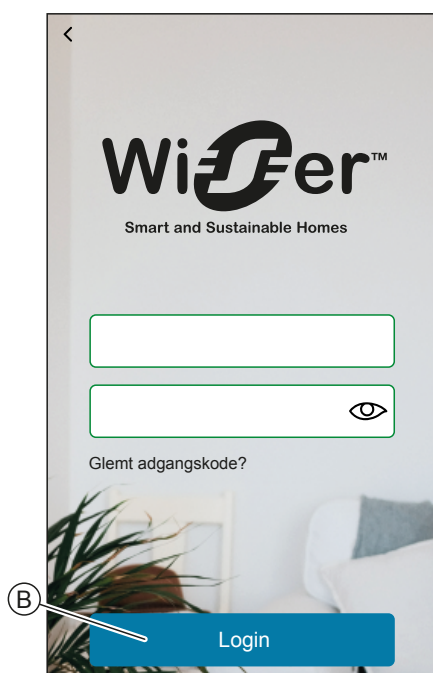 Wiser™
Smart and Sustainable Homes
Glemt adgangskode?
B
Login